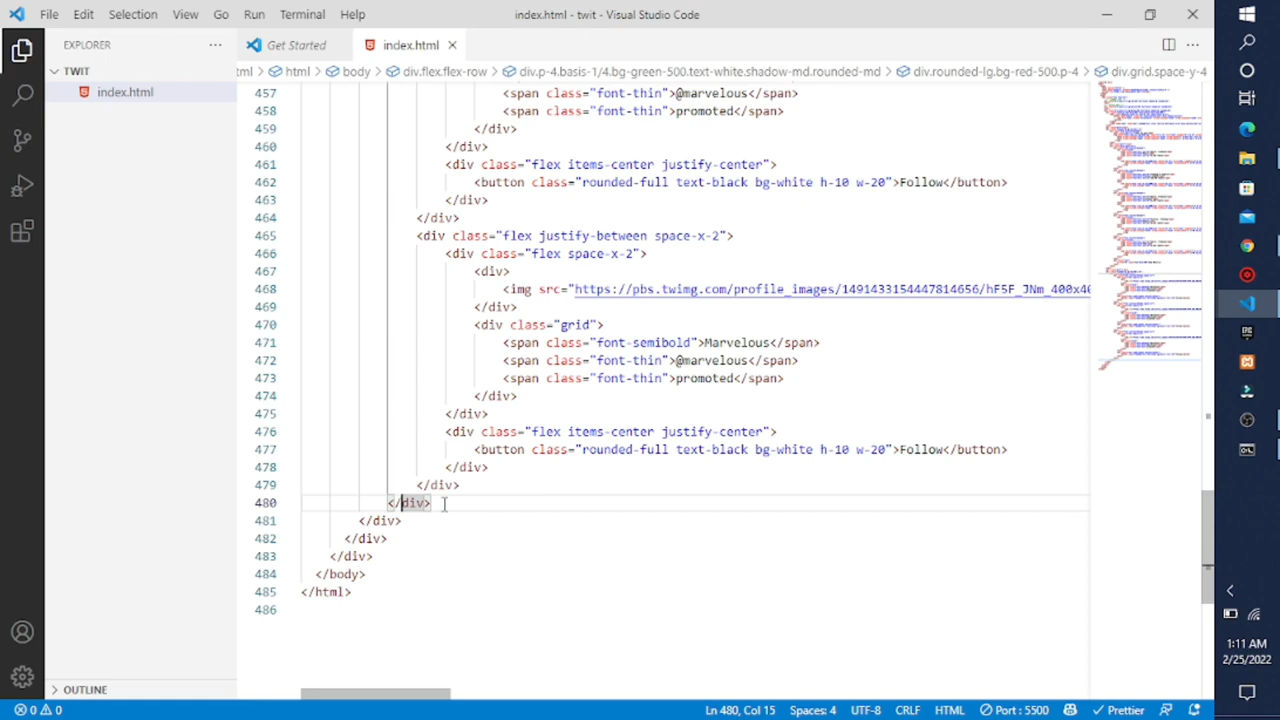 File Edit Selection View Go Run Terminal Help index.html - twit - Visual Studio Code
EXPLORER
TWIT
index.html
OUTLINE
Get Started index.html
tml > html > body > div.flex.flex-row > div.p-4.basis-1/4.bg-green-500.text-white.shadow-md.rounded-md > div.rounded-lg.bg-red-500.p-4 > div.grid.space-y-4
457 <span class="font-thin">@marvelous</span>
458 <span class="font-thin">promoted</span>
459 </div>
460 </div>
461 <div class="flex items-center justify-center">
462 <button class="rounded-full text-black bg-white h-10 w-20">Follow</button>
463 </div>
464 </div>
465 <div class="flex justify-between space-x-2">
466 <div class="flex space-x-2">
467 <div>
468 <img src="https://pbs.twimg.com/profile_images/1491398154447814656/hF5F_JNm_400x40
469 </div>
470 <div class="grid">
471 <span class="font-semibold">Marvelous</span>
472 <span class="font-thin">@marvelous</span>
473 <span class="font-thin">promoted</span>
474 </div>
475 </div>
476 <div class="flex items-center justify-center">
477 <button class="rounded-full text-black bg-white h-10 w-20">Follow</button>
478 </div>
479 </div>
480 </div>
481 </div>
482 </div>
483 </div>
484 </body>
485 </html>
486
0 0 Ln 480, Col 15 Spaces: 4 UTF-8 CRLF HTML Port : 5500 Prettier
1:11 AM
2/25/2022